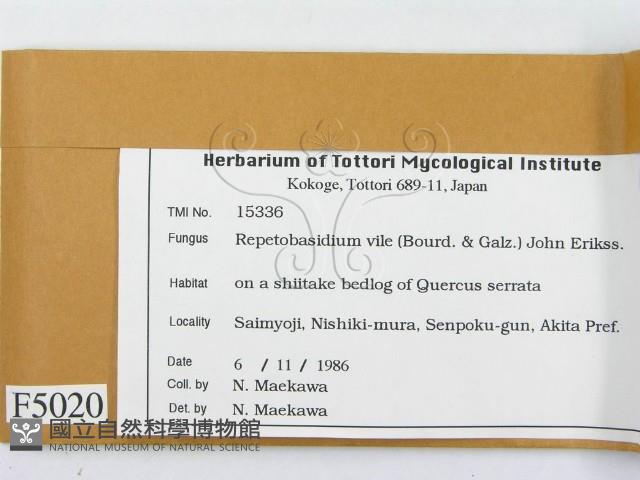 Herbarium of Tottori Mycological Institute
Kokoge, Tottori 689-11, Japan
TMI No. 15336
Fungus Repetobasidium vile (Bourd. & Galz.) John Erikss.
Habitat on a shiitake bedlog of Quercus serrata
Locality Saimyoji, Nishiki-mura, Senpoku-gun, Akita Pref.
Date 6 / 11 / 1986
Coll. by N. Maekawa
Det. by N. Maekawa
F5020
國立自然科學博物館
NATIONAL MUSEUM OF NATURAL SCIENCE